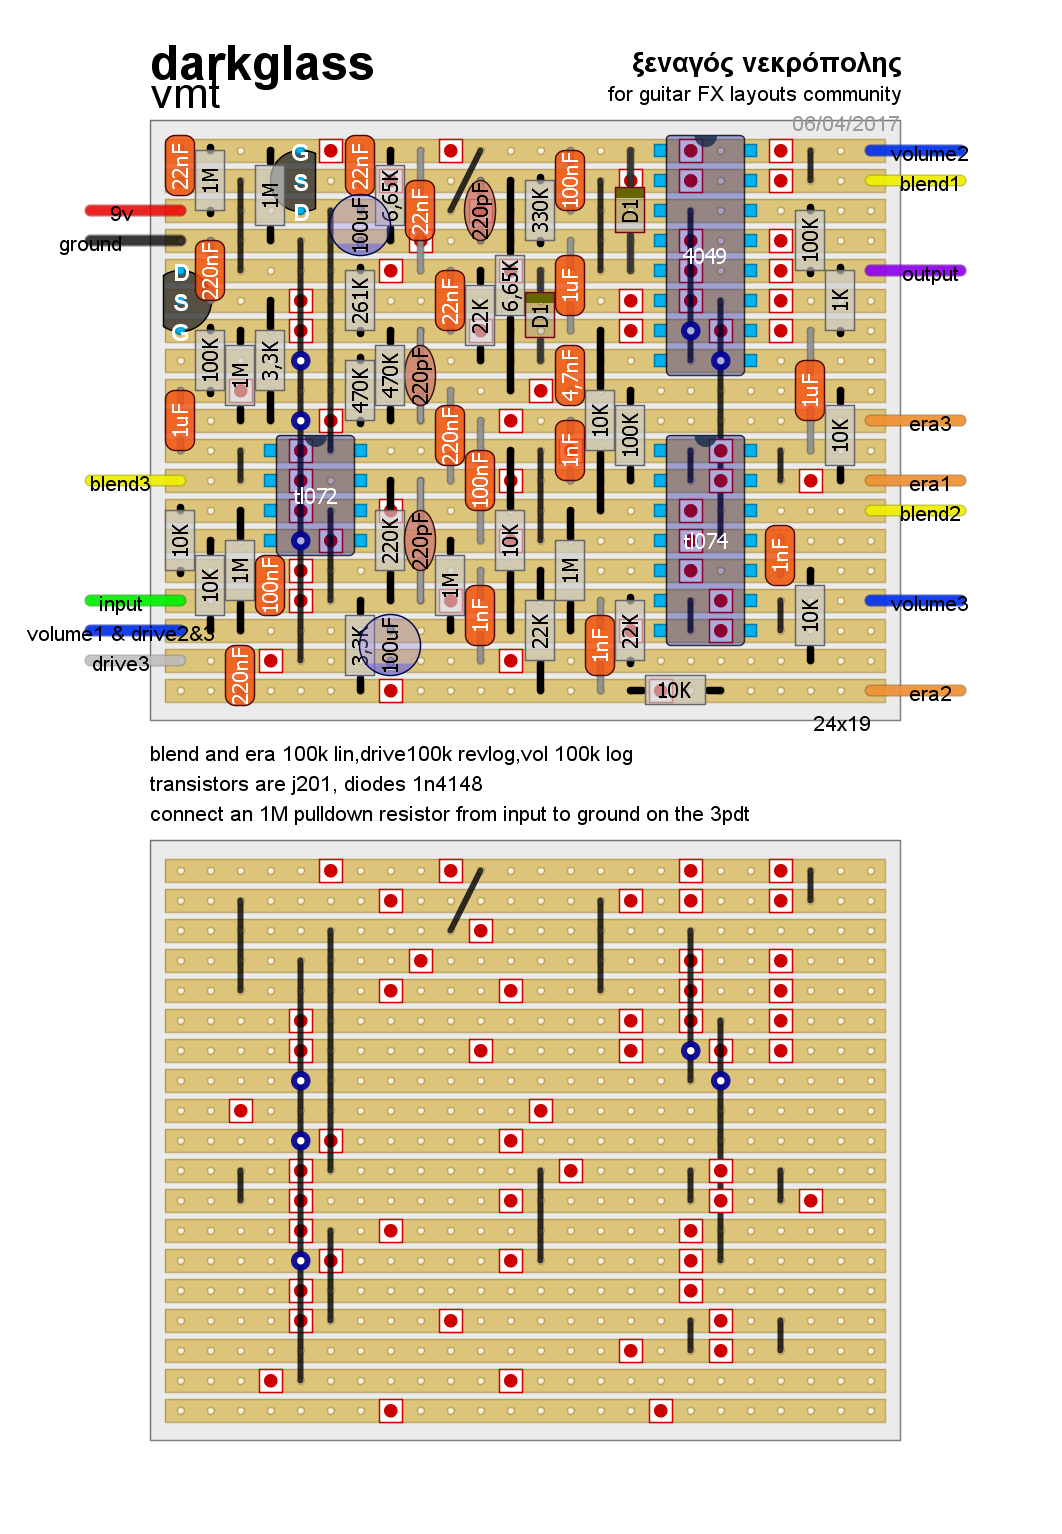 darkglass
vmt
ξεναγός νεκρόπολης
for guitar FX layouts community
06/04/2017
22nF
1M
1M
G
S
D
22nF
6,65K
22nF
100uF
220pF
330K
100nF
D1
4049
100K
volume2
blend1
9v
ground
220nF
D
S
G
261K
22nF
22K
6,65K
D1
1uF
1K
output
100K
1M
3,3K
470K
470K
220pF
4,7nF
10K
100K
1uF
10K
1uF
220nF
100nF
1nF
era3
era1
blend2
blend3
tl072
tl074
10K
10K
1M
100nF
220K
220pF
1M
10K
1nF
1M
1nF
10K
input
volume1 & drive2&3
drive3
220nF
3,3K
100uF
22K
1nF
22K
10K
volume3
era2
24x19
blend and era 100k lin,drive100k revlog,vol 100k log
transistors are j201, diodes 1n4148
connect an 1M pulldown resistor from input to ground on the 3pdt